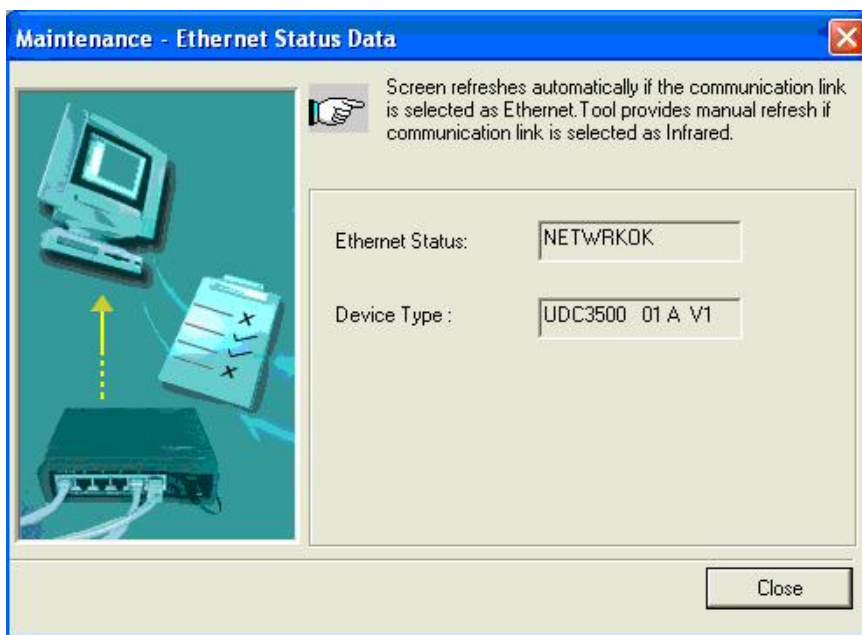 Maintenance - Ethernet Status Data
Screen refreshes automatically if the communication link
is selected as Ethernet.Tool provides manual refresh if
communication link is selected as Infrared.
Ethernet Status: NETWRKOK
Device Type : UDC3500 01 A V1
Close